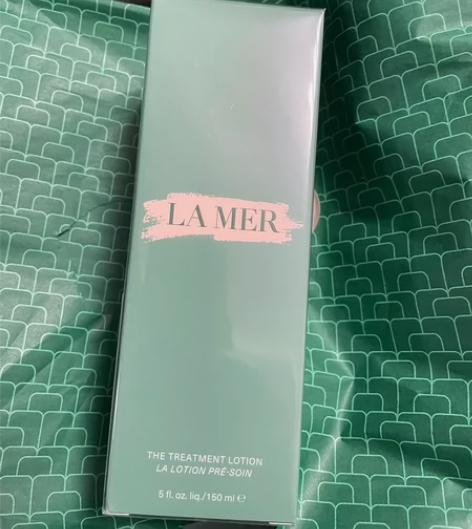 LA MER
THE TREATMENT LOTION
LA LOTION PRÉ-SOIN
5 fl. oz. liq./150 ml ℮